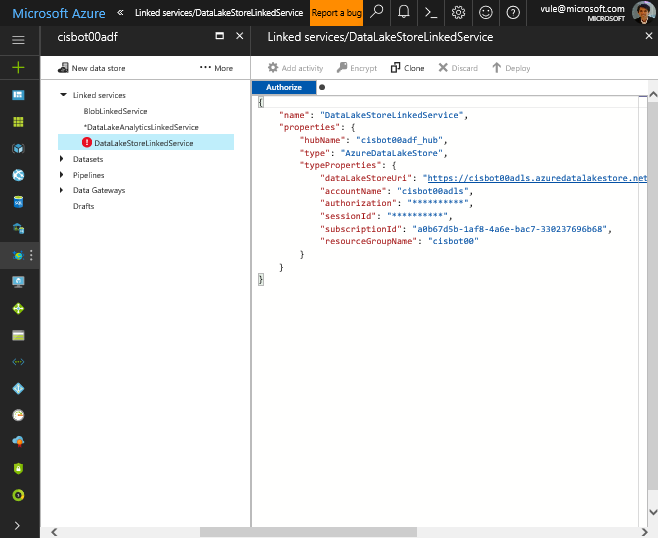 Microsoft Azure « Linked services/DataLakeStoreLinkedService Report a bug >_ ? vule@microsoft.com
MICROSOFT
cisbot00adf
New data store ••• More
Linked services
BlobLinkedService
*DataLakeAnalyticsLinkedService
DataLakeStoreLinkedService
Datasets
Pipelines
Data Gateways
Drafts
Linked services/DataLakeStoreLinkedService
Add activity Encrypt Clone Discard Deploy
Authorize
{
"name": "DataLakeStoreLinkedService",
"properties": {
"hubName": "cisbot00adf_hub",
"type": "AzureDataLakeStore",
"typeProperties": {
"dataLakeStoreUri": "https://cisbot00adls.azuredatalakestore.net
"accountName": "cisbot00adls",
"authorization": "**********",
"sessionId": "**********",
"subscriptionId": "a0b67d5b-1af8-4a6e-bac7-330237696b68",
"resourceGroupName": "cisbot00"
}
}
}